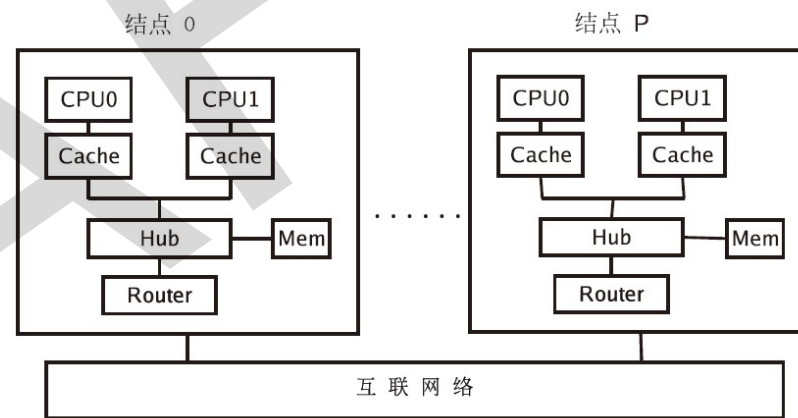 结点 0
结点 P
CPU0 CPU1
CPU0 CPU1
Cache Cache
Cache Cache
......
Hub Mem
Hub Mem
Router
Router
互联网络